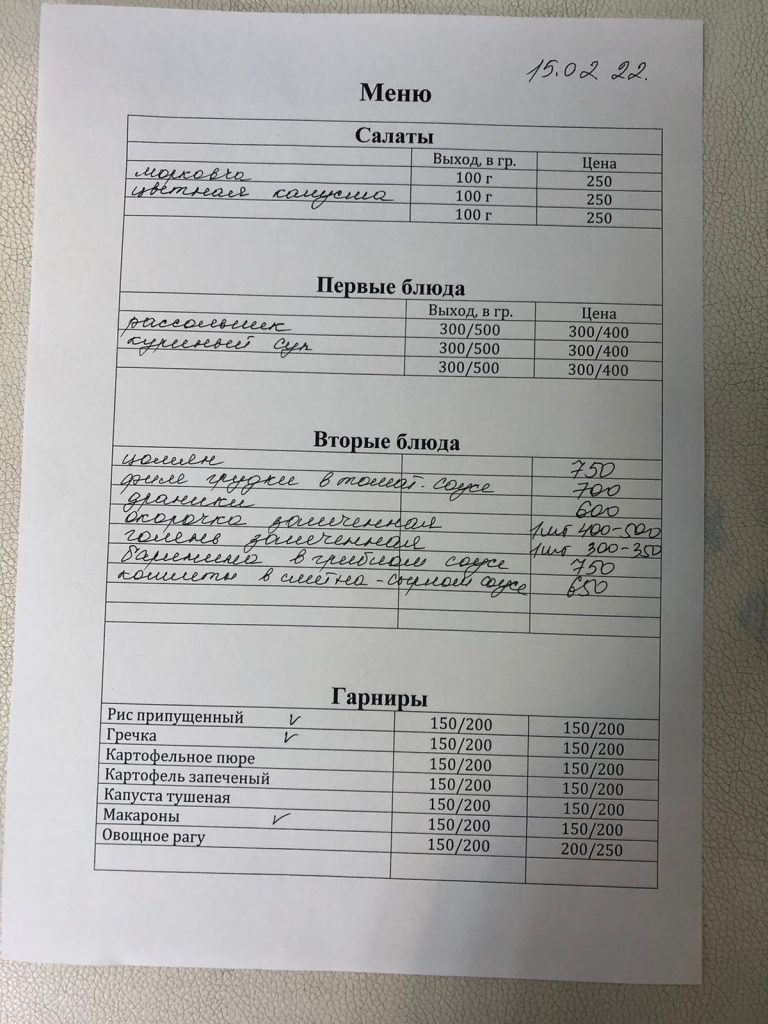 15.02 22.
Меню
Салаты
Выход, в гр. Цена
морковча 100 г 250
цветная капуста 100 г 250
100 г 250
Первые блюда
Выход, в гр. Цена
рассольник 300/500 300/400
куриный суп 300/500 300/400
300/500 300/400
Вторые блюда
цомян 750
филе грудки в томат. соусе 700
драники 600
окорочка запеченная 1шт 400-500
голень запеченная 1шт 300-350
баранина в грибном соусе 750
котлеты в сметна-сырном соусе 650
Гарниры
Рис припущенный ✓ 150/200 150/200
Гречка ✓ 150/200 150/200
Картофельное пюре 150/200 150/200
Картофель запеченый 150/200 150/200
Капуста тушеная 150/200 150/200
Макароны ✓ 150/200 150/200
Овощное рагу 150/200 200/250